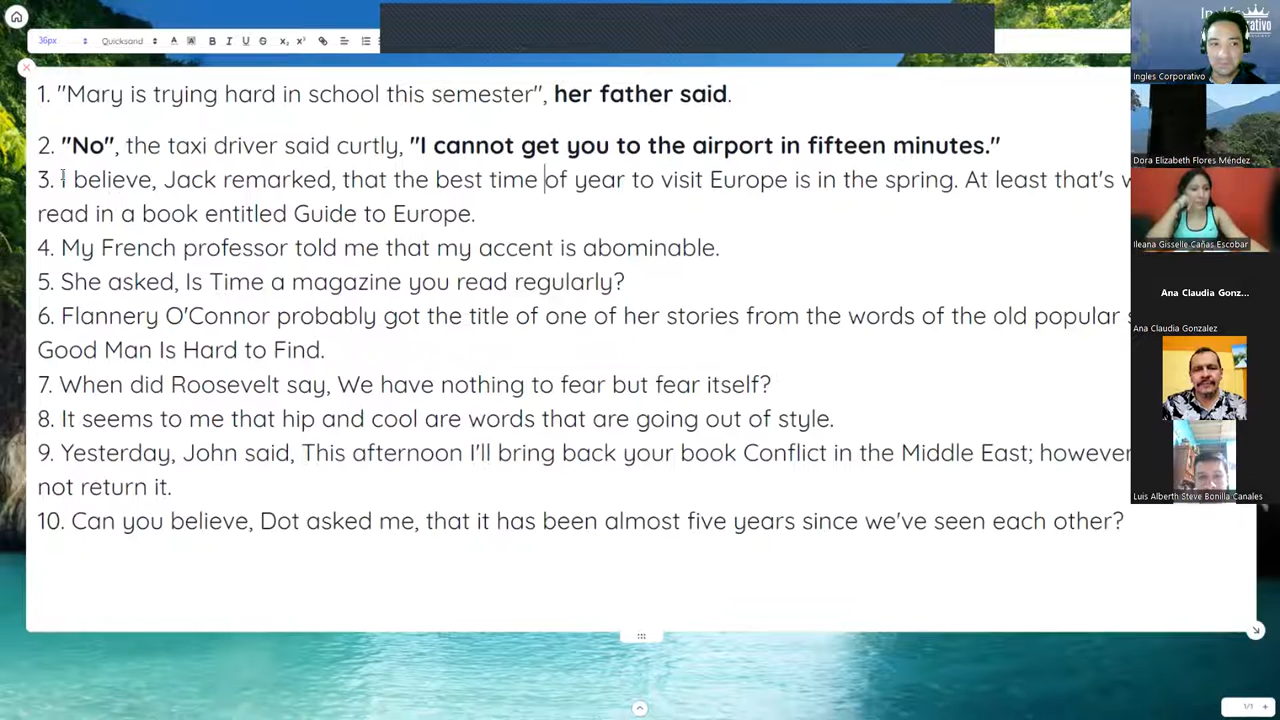 36px Quicksand
1. "Mary is trying hard in school this semester", her father said.
2. "No", the taxi driver said curtly, "I cannot get you to the airport in fifteen minutes."
3. I believe, Jack remarked, that the best time of year to visit Europe is in the spring. At least that's
read in a book entitled Guide to Europe.
4. My French professor told me that my accent is abominable.
5. She asked, Is Time a magazine you read regularly?
6. Flannery O'Connor probably got the title of one of her stories from the words of the old popular
Good Man Is Hard to Find.
7. When did Roosevelt say, We have nothing to fear but fear itself?
8. It seems to me that hip and cool are words that are going out of style.
9. Yesterday, John said, This afternoon I'll bring back your book Conflict in the Middle East; however
not return it.
10. Can you believe, Dot asked me, that it has been almost five years since we've seen each other?
Ingles Corporativo
Dora Elizabeth Flores Méndez
Ileana Gisselle Cañas Escobar
Ana Claudia Gonz...
Ana Claudia Gonzalez
Luis Alberth Steve Bonilla Canales
1/1